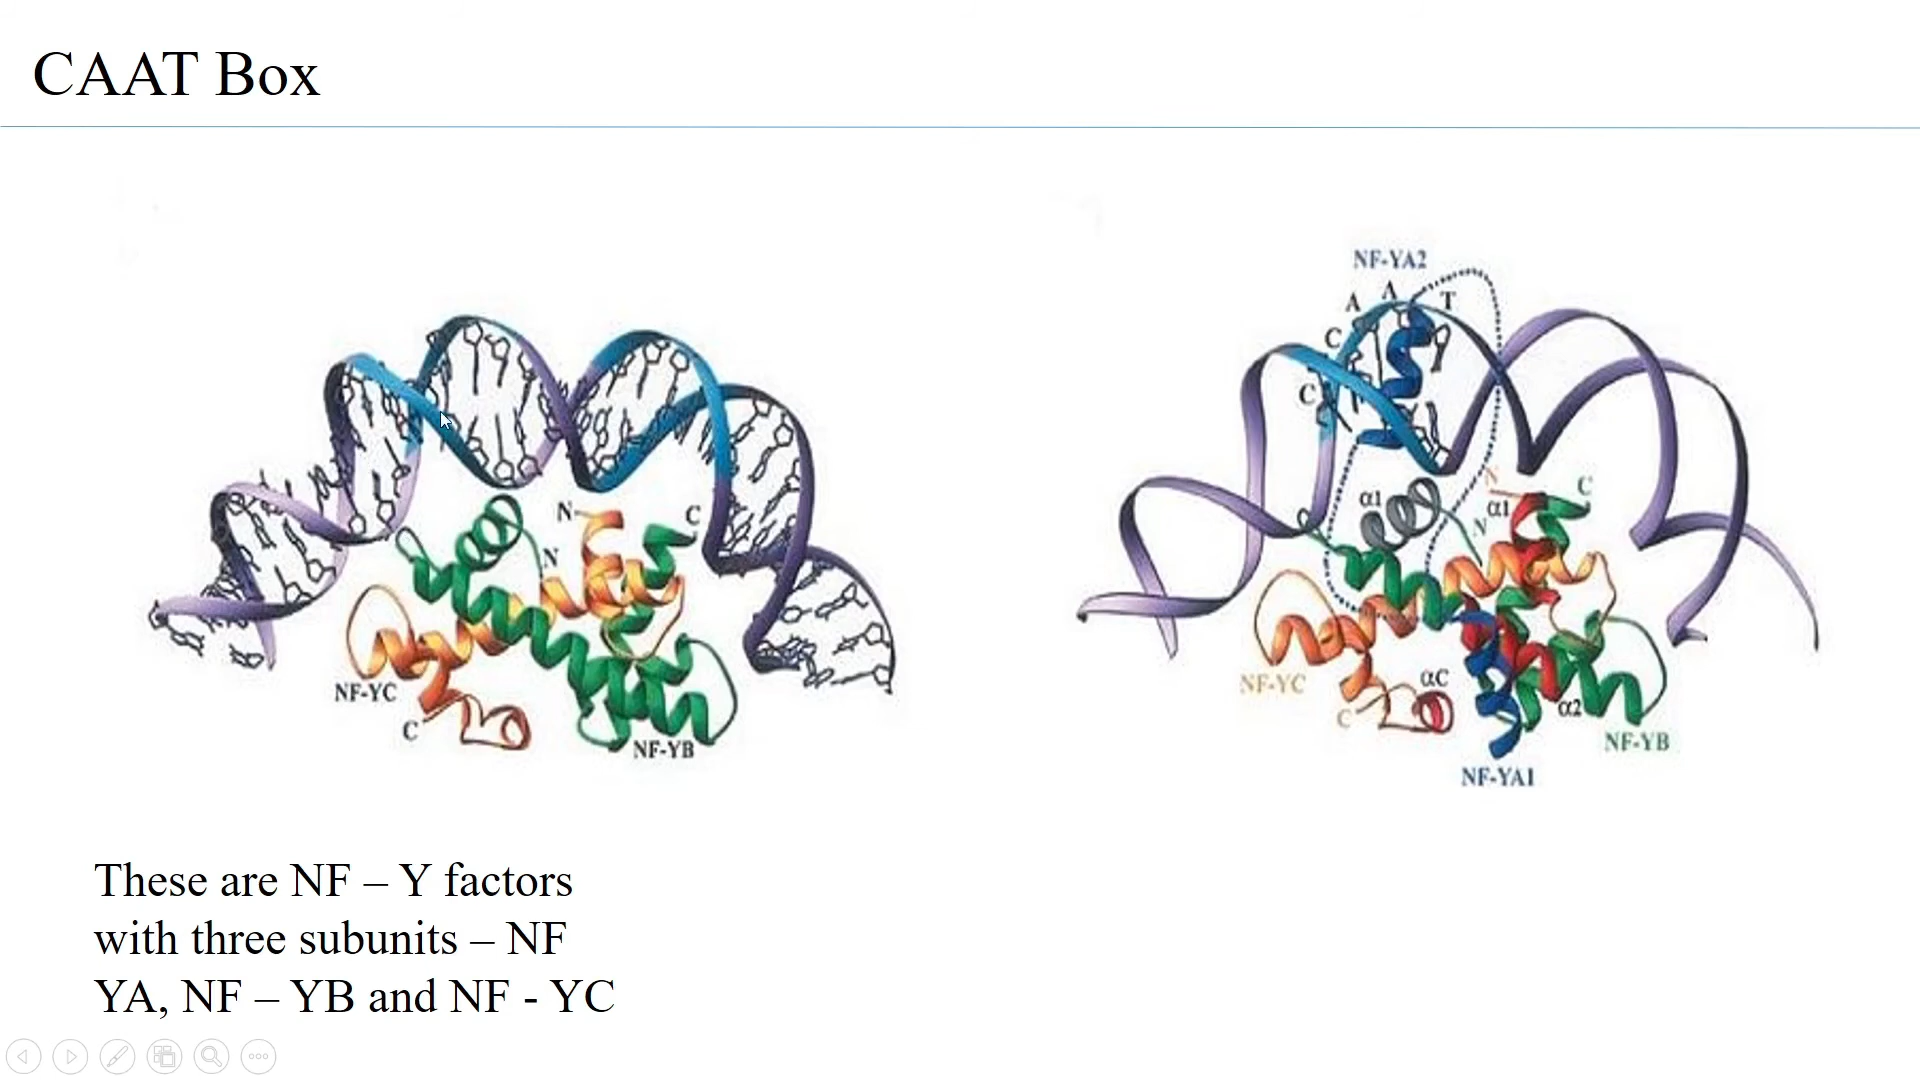 CAAT Box
N
C
N
NF-YC
C
NF-YB
NF-YA2
A A T
C
C
α1
N
α1
C
N
NF-YC
αC
C
α2
NF-YB
NF-YA1
These are NF – Y factors
with three subunits – NF
YA, NF – YB and NF - YC